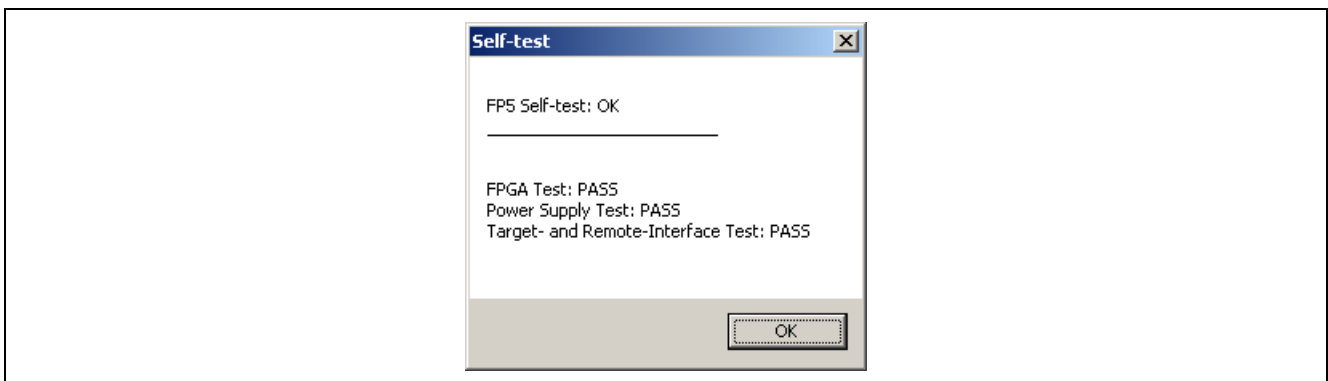 Self-test
FP5 Self-test: OK
FPGA Test: PASS
Power Supply Test: PASS
Target- and Remote-Interface Test: PASS
OK